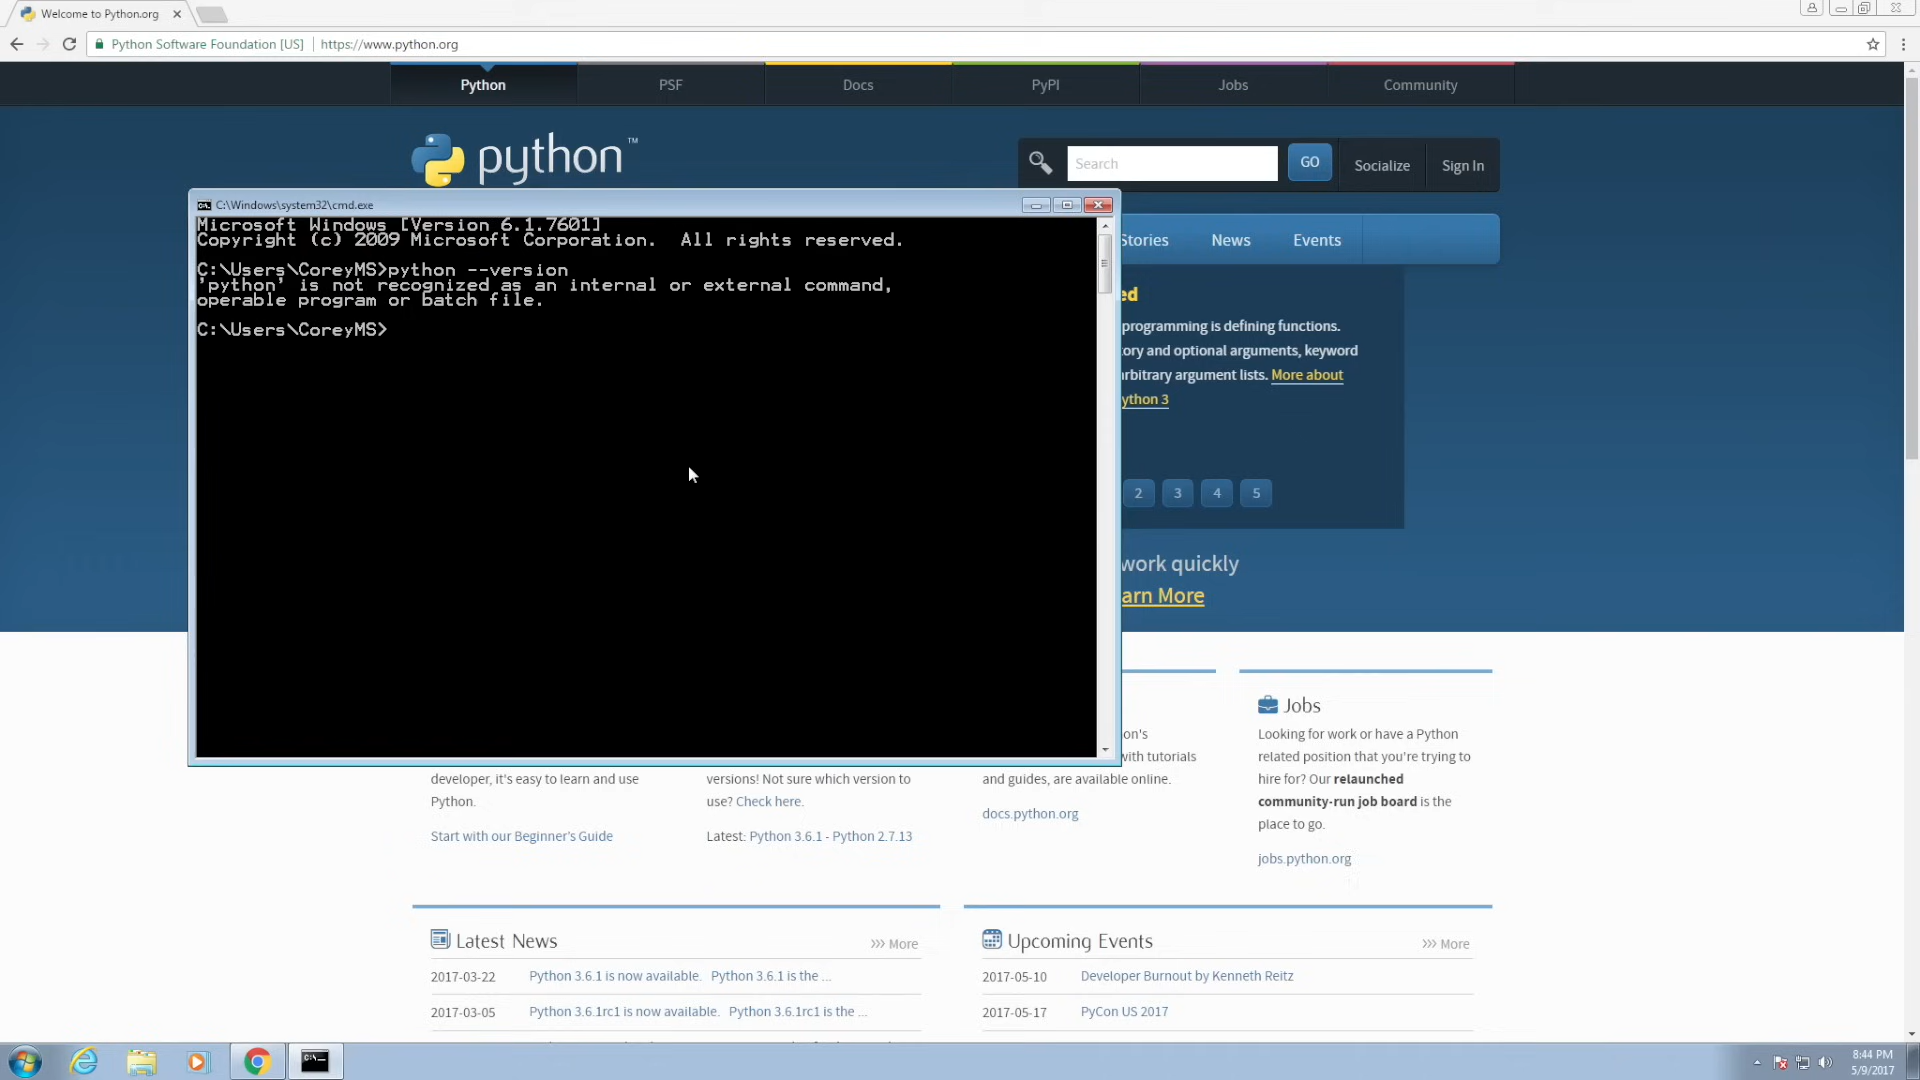 Welcome to Python.org
Python Software Foundation [US]
https://www.python.org
Python
PSF
Docs
PyPI
Jobs
Community
python™
Search
GO
Socialize
Sign In
Stories
News
Events
C:\Windows\system32\cmd.exe
Microsoft Windows [Version 6.1.7601]
Copyright (c) 2009 Microsoft Corporation.  All rights reserved.
C:\Users\CoreyMS>python --version
'python' is not recognized as an internal or external command,
operable program or batch file.
C:\Users\CoreyMS>
ed
programming is defining functions.
tory and optional arguments, keyword
arbitrary argument lists. More about
ython 3
2
3
4
5
work quickly
arn More
developer, it's easy to learn and use
Python.
Start with our Beginner's Guide
versions! Not sure which version to
use? Check here.
Latest: Python 3.6.1 - Python 2.7.13
on's
with tutorials
and guides, are available online.
docs.python.org
Jobs
Looking for work or have a Python
related position that you're trying to
hire for? Our relaunched
community-run job board is the
place to go.
jobs.python.org
Latest News
>>> More
2017-03-22 Python 3.6.1 is now available. Python 3.6.1 is the ...
2017-03-05 Python 3.6.1rc1 is now available. Python 3.6.1rc1 is the ...
Upcoming Events
>>> More
2017-05-10 Developer Burnout by Kenneth Reitz
2017-05-17 PyCon US 2017
8:44 PM
5/9/2017